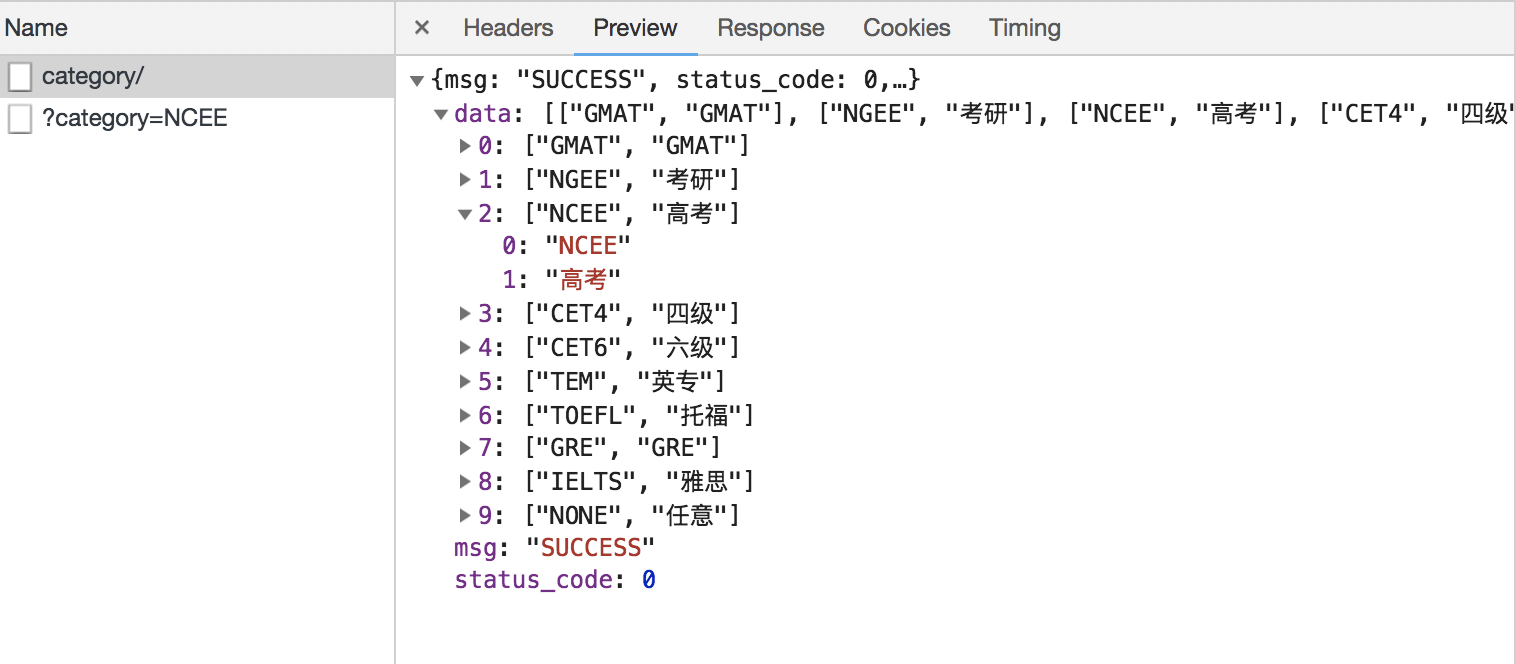 Name
category/
?category=NCEE
× Headers Preview Response Cookies Timing
{msg: "SUCCESS", status_code: 0,…}
data: [["GMAT", "GMAT"], ["NGEE", "考研"], ["NCEE", "高考"], ["CET4", "四级"
0: ["GMAT", "GMAT"]
1: ["NGEE", "考研"]
2: ["NCEE", "高考"]
0: "NCEE"
1: "高考"
3: ["CET4", "四级"]
4: ["CET6", "六级"]
5: ["TEM", "英专"]
6: ["TOEFL", "托福"]
7: ["GRE", "GRE"]
8: ["IELTS", "雅思"]
9: ["NONE", "任意"]
msg: "SUCCESS"
status_code: 0